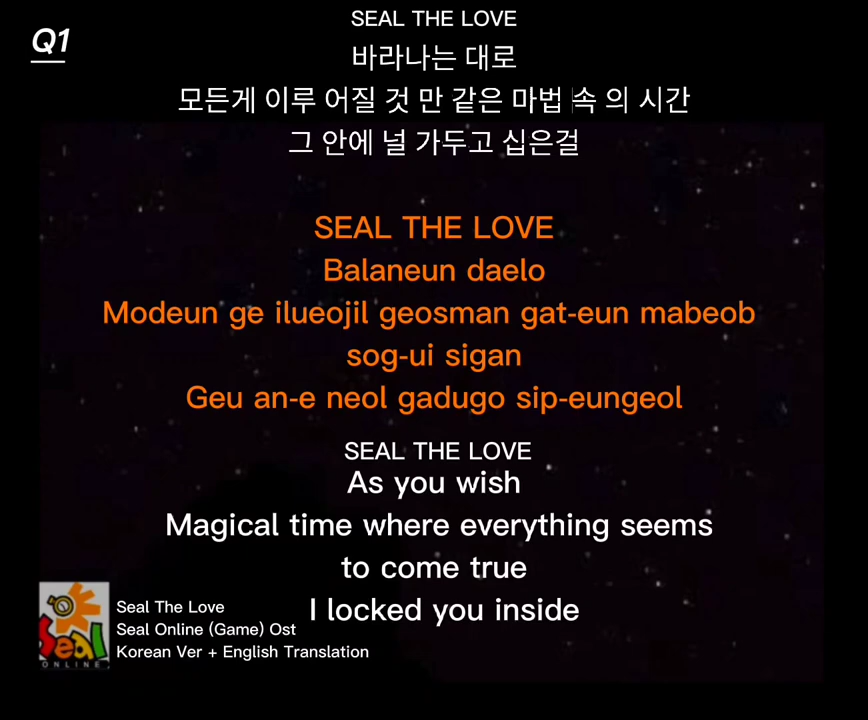 Q1
SEAL THE LOVE
바라나는 대로
모든게 이루 어질 것 만 같은 마법 속 의 시간
그 안에 널 가두고 십은걸
SEAL THE LOVE
Balaneun daelo
Modeun ge ilueojil geosman gat-eun mabeob
sog-ui sigan
Geu an-e neol gadugo sip-eungeol
SEAL THE LOVE
As you wish
Magical time where everything seems
to come true
I locked you inside
Seal
ONLINE
Seal The Love
Seal Online (Game) Ost
Korean Ver + English Translation